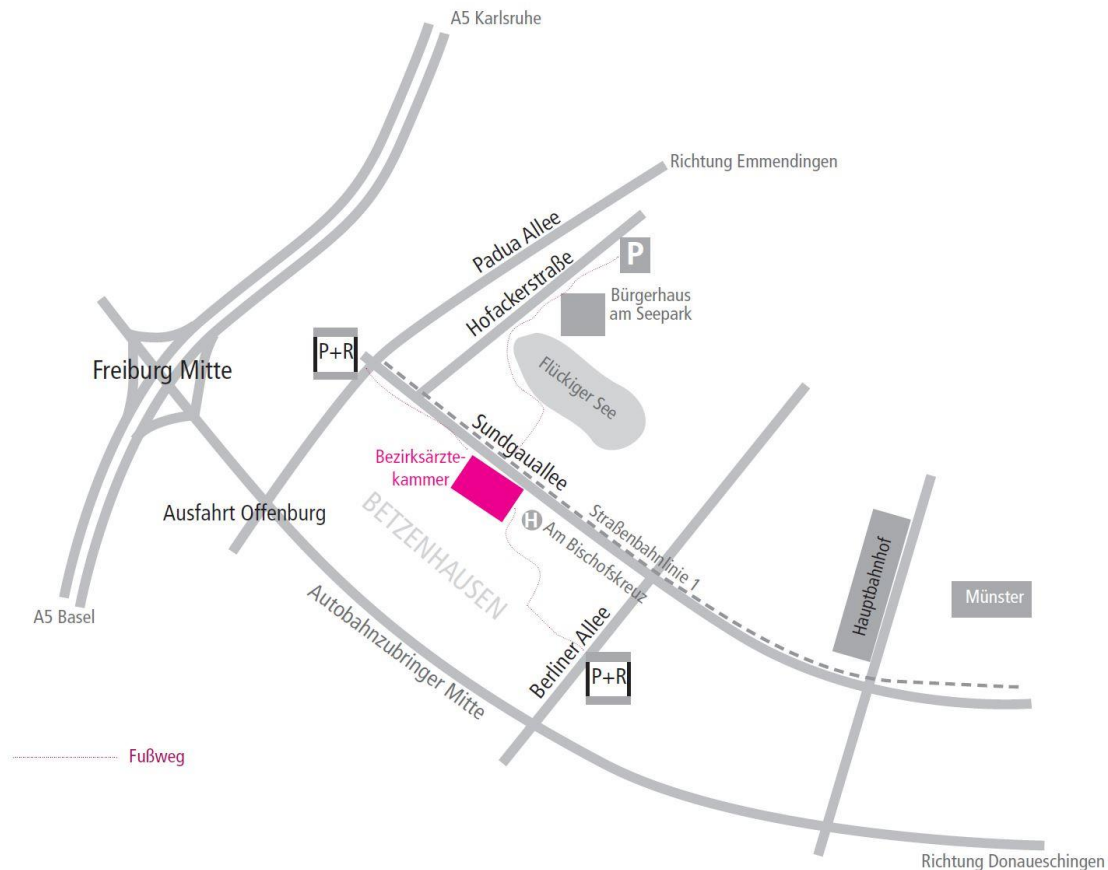 A5 Karlsruhe
Richtung Emmendingen
Padua Allee
Hofackerstraße
P
Bürgerhaus
am Seepark
P+R
Freiburg Mitte
Flückiger See
Sundgauallee
Bezirksärzte-
kammer
Ausfahrt Offenburg
BETZENHAUSEN
H
Am Bischofskreuz
Straßenbahnlinie 1
Hauptbahnhof
Münster
A5 Basel
Autobahnzubringer Mitte
Berliner Allee
P+R
Fußweg
Richtung Donaueschingen